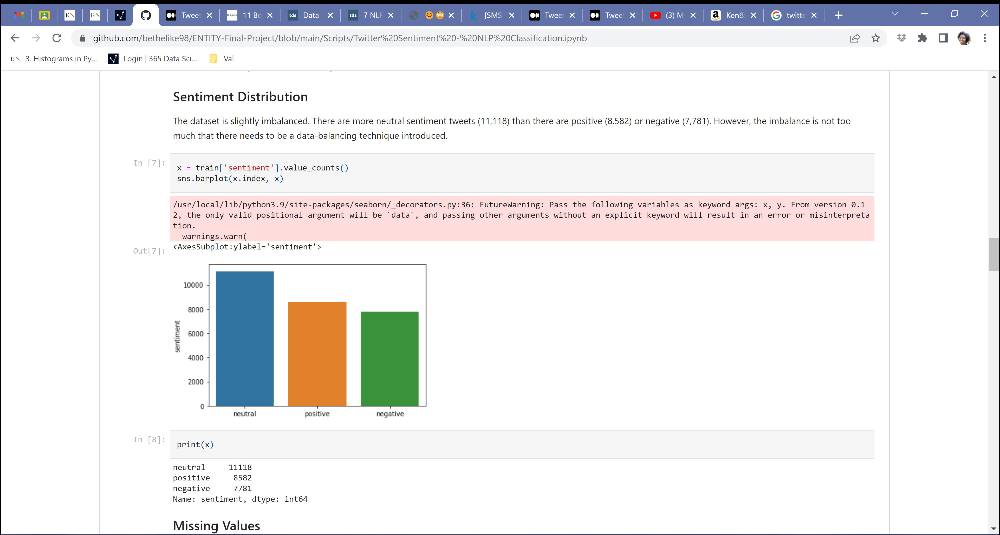 Tweet
11 Bo
Data
7 NLP
[SMS
Tweet
Tweet
(3) M
Ken&
twitte
github.com/bethelike98/ENTITY-Final-Project/blob/main/Scripts/Twitter%20Sentiment%20-%20NLP%20Classification.ipynb
3. Histograms in Py...
Login | 365 Data Sci...
Val
Sentiment Distribution
The dataset is slightly imbalanced. There are more neutral sentiment tweets (11,118) than there are positive (8,582) or negative (7,781). However, the imbalance is not too
much that there needs to be a data-balancing technique introduced.
In [7]:
x = train['sentiment'].value_counts()
sns.barplot(x.index, x)
/usr/local/lib/python3.9/site-packages/seaborn/_decorators.py:36: FutureWarning: Pass the following variables as keyword args: x, y. From version 0.1
2, the only valid positional argument will be `data`, and passing other arguments without an explicit keyword will result in an error or misinterpreta
tion.
warnings.warn(
Out[7]:
<AxesSubplot:ylabel='sentiment'>
10000
8000
6000
4000
2000
0
sentiment
neutral positive negative
In [8]:
print(x)
neutral 11118
positive 8582
negative 7781
Name: sentiment, dtype: int64
Missing Values